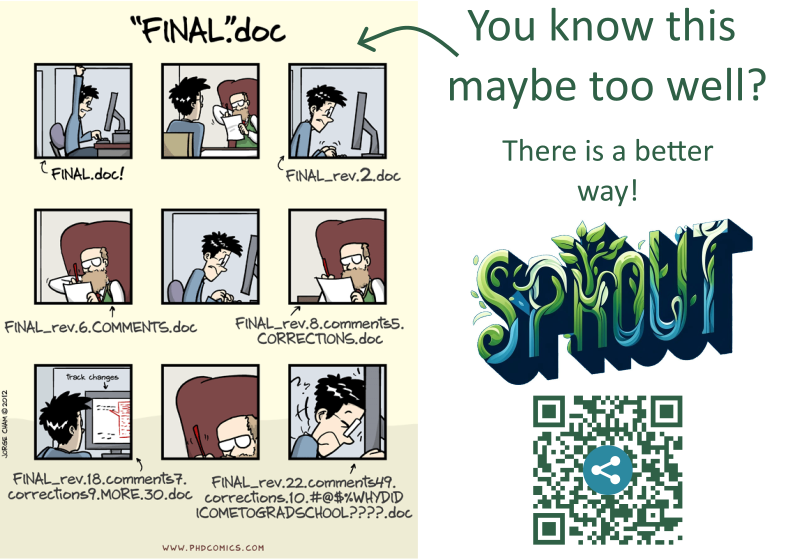 "FINAL".doc
FINAL.doc!
FINAL_rev.2.doc
FINAL_rev.6.COMMENTS.doc
FINAL_rev.8.comments5.
CORRECTIONS.doc
Track changes
FINAL_rev.18.comments7.
corrections9.MORE.30.doc
FINAL_rev.22.comments49.
corrections.10.#@$%WHYDID
ICOMETOGRADSCHOOL????.doc
JORGE CHAM © 2012
WWW.PHDCOMICS.COM
You know this
maybe too well?
There is a better
way!
SPROUT